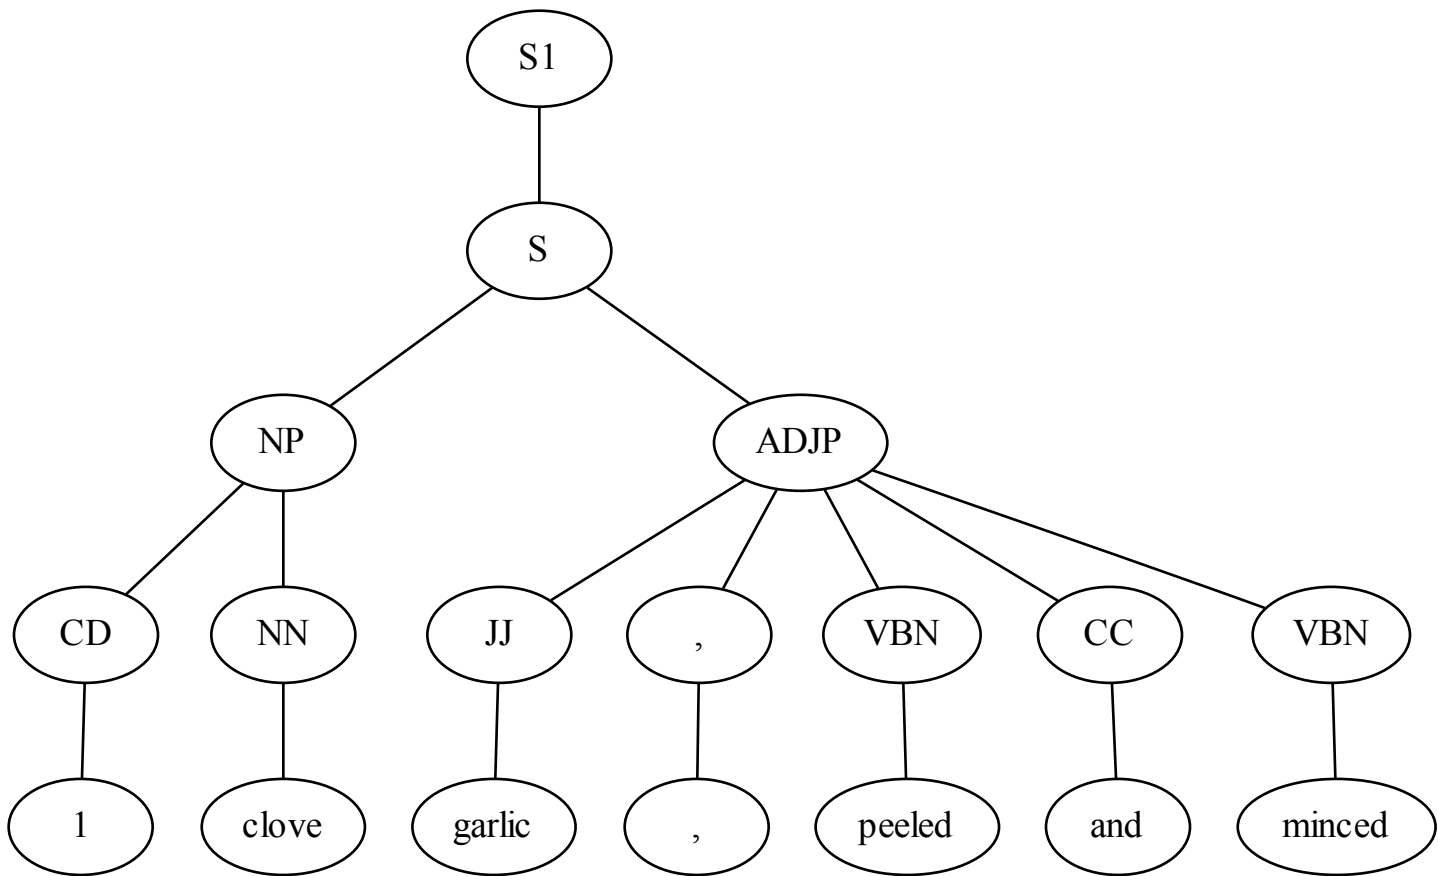 S1
S
NP ADJP
CD NN JJ , VBN CC VBN
1 clove garlic , peeled and minced